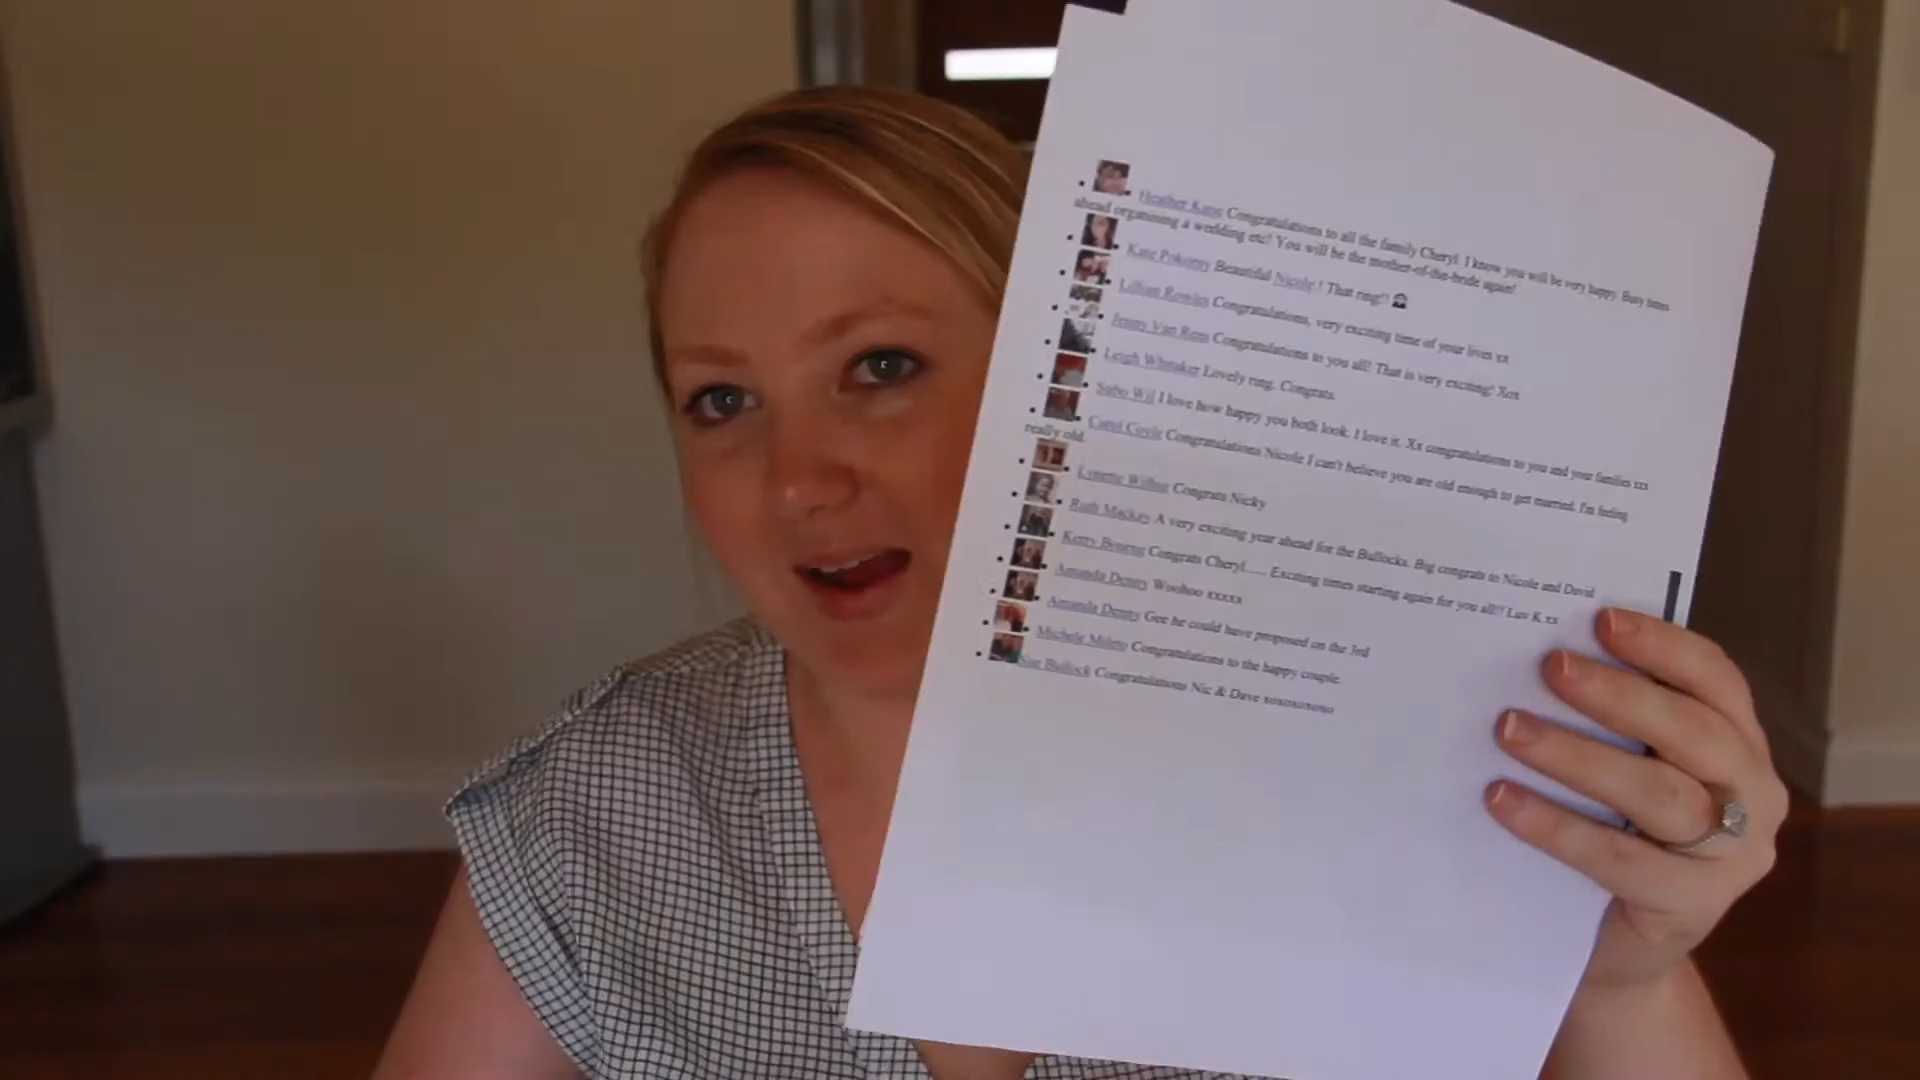 Heather Kane Congratulations to all the family Cheryl. I know you will be very happy. Busy times
ahead organising a wedding etc! You will be the mother-of-the-bride again!
Kate Pokorny Beautiful Nicole ! That ring!!
Lillian Rowles Congratulations, very exciting time of your lives xx
Jenny Van Rens Congratulations to you all! That is very exciting! Xox
Leigh Whitaker Lovely ring. Congrats.
Subo Wil I love how happy you both look. I love it. Xx congratulations to you and your families xxx
Carol Coyle Congratulations Nicole I can't believe you are old enough to get married. I'm feeling
really old.
Lynette Wilbur Congrats Nicky
Ruth Mackay A very exciting year ahead for the Bullocks. Big congrats to Nicole and David
Kerry Bourne Congrats Cheryl..... Exciting times starting again for you all!! Luv K xx
Amanda Denny Woohoo xxxxx
Amanda Denny Gee he could have proposed on the 3rd
Michele Congratulations to the happy couple.
Sue Bullock Congratulations Nic & Dave xoxoxoxoxo